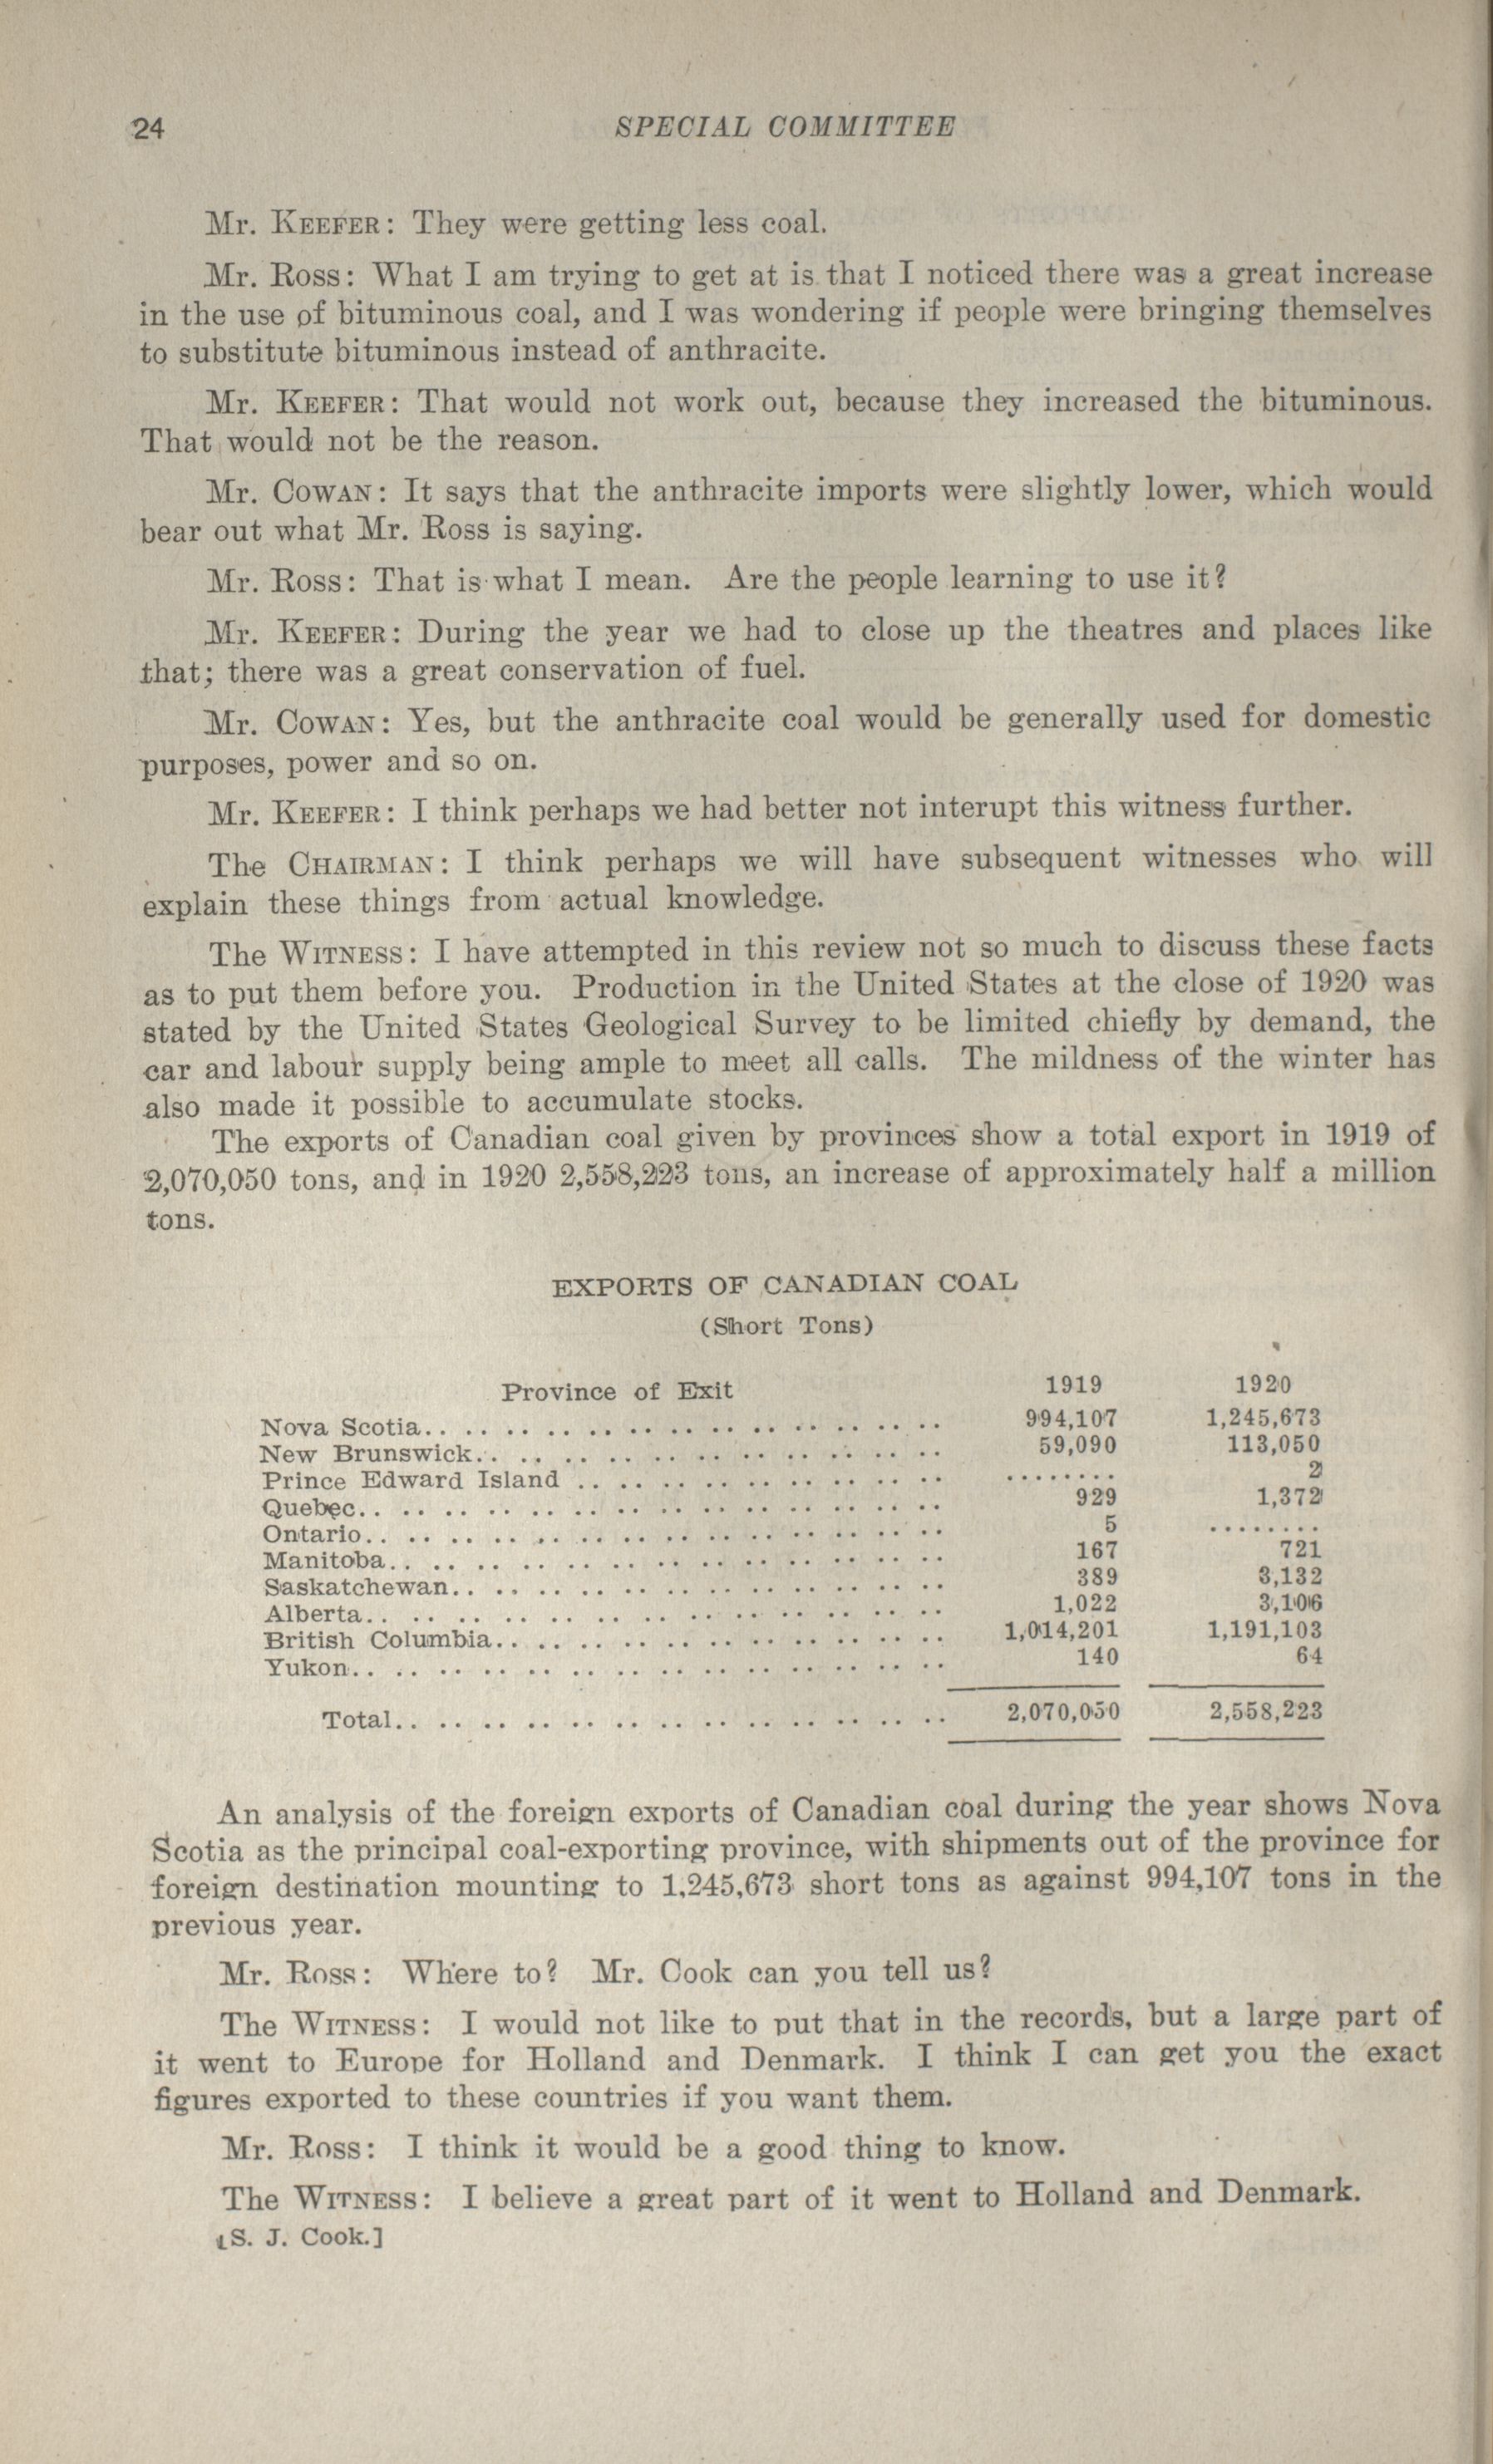 24
SPECIAL COMMITTEE
Mr. KEEFER: They were getting less coal.
Mr. Ross: What I am trying to get at is that I noticed there was a great increase
in the use of bituminous coal, and I was wondering if people were bringing themselves
to substitute bituminous instead of anthracite.
Mr. KEEFER: That would not work out, because they increased the bituminous.
That would not be the reason.
Mr. COWAN: It says that the anthracite imports were slightly lower, which would
bear out what Mr. Ross is saying.
Mr. Ross: That is what I mean. Are the people learning to use it?
Mr. KEEFER: During the year we had to close up the theatres and places like
that; there was a great conservation of fuel.
Mr. COWAN: Yes, but the anthracite coal would be generally used for domestic
purposes, power and so on.
Mr. KEEFER: I think perhaps we had better not interupt this witness further.
The CHAIRMAN: I think perhaps we will have subsequent witnesses who will
explain these things from actual knowledge.
The WITNESS: I have attempted in this review not so much to discuss these facts
as to put them before you. Production in the United States at the close of 1920 was
stated by the United States Geological Survey to be limited chiefly by demand, the
car and labour supply being ample to meet all calls. The mildness of the winter has
also made it possible to accumulate stocks.
The exports of Canadian coal given by provinces show a total export in 1919 of
2,070,050 tons, and in 1920 2,558,223 tons, an increase of approximately half a million
tons.
EXPORTS OF CANADIAN COAL
(Short Tons)
Province of Exit 1919 1920
Nova Scotia.. .. .. .. .. .. .. .. .. .. .. .. .. 994,107 1,245,673
New Brunswick.. .. .. .. .. .. .. .. .. .. .. .. 59,090 113,050
Prince Edward Island .. .. .. .. .. .. .. .. .. ........ 2
Quebec.. .. .. .. .. .. .. .. .. .. .. .. .. .. 929 1,372
Ontario.. .. .. .. .. .. .. .. .. .. .. .. .. .. 5 ........
Manitoba.. .. .. .. .. .. .. .. .. .. .. .. .. 167 721
Saskatchewan.. .. .. .. .. .. .. .. .. .. .. .. 389 3,132
Alberta.. .. .. .. .. .. .. .. .. .. .. .. .. .. 1,022 3,106
British Columbia.. .. .. .. .. .. .. .. .. .. .. 1,014,201 1,191,103
Yukon.. .. .. .. .. .. .. .. .. .. .. .. .. .. 140 64
Total.. .. .. .. .. .. .. .. .. .. .. .. .. 2,070,050 2,558,223
An analysis of the foreign exports of Canadian coal during the year shows Nova
Scotia as the principal coal-exporting province, with shipments out of the province for
foreign destination mounting to 1,245,673 short tons as against 994,107 tons in the
previous year.
Mr. Ross: Where to? Mr. Cook can you tell us?
The WITNESS: I would not like to put that in the records, but a large part of
it went to Europe for Holland and Denmark. I think I can get you the exact
figures exported to these countries if you want them.
Mr. Ross: I think it would be a good thing to know.
The WITNESS: I believe a great part of it went to Holland and Denmark.
[S. J. Cook.]